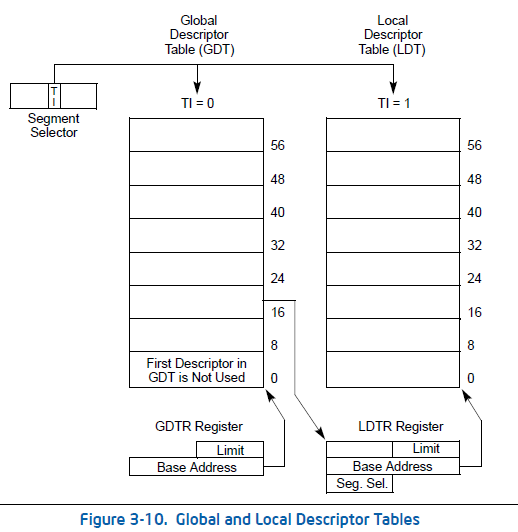 Global
Descriptor
Table (GDT)
Local
Descriptor
Table (LDT)
T
I
Segment
Selector
TI = 0
TI = 1
56
56
48
48
40
40
32
32
24
24
16
16
8
8
First Descriptor in
GDT is Not Used
0
0
GDTR Register
LDTR Register
Limit
Limit
Base Address
Base Address
Seg. Sel.
Figure 3-10. Global and Local Descriptor Tables